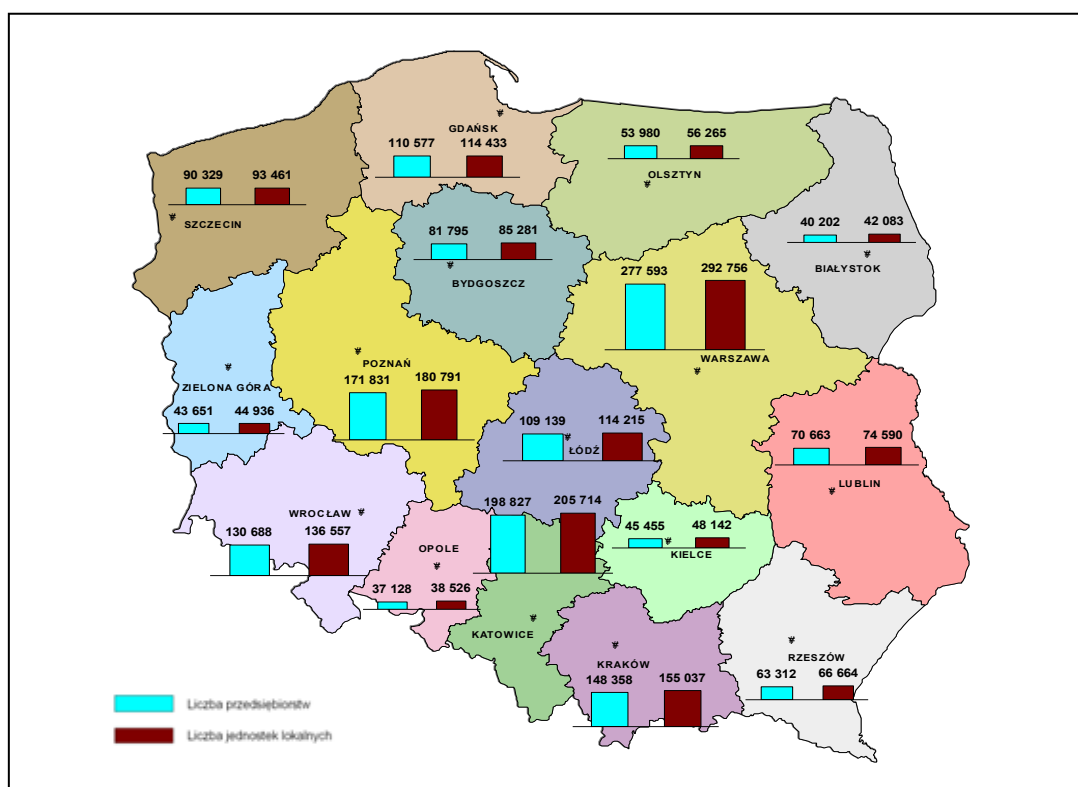 GDAŃSK
110 577 114 433
53 980 56 265
OLSZTYN
90 329 93 461
SZCZECIN
81 795 85 281
BYDGOSZCZ
40 202 42 083
BIAŁYSTOK
277 593 292 756
WARSZAWA
POZNAŃ
171 831 180 791
ZIELONA GÓRA
43 651 44 936
109 139 114 215
ŁÓDŹ
70 663 74 590
LUBLIN
198 827 205 714
WROCŁAW
130 688 136 557
45 455 48 142
KIELCE
OPOLE
37 128 38 526
KATOWICE
KRAKÓW
148 358 155 037
RZESZÓW
63 312 66 664
Liczba przedsiębiorstw
Liczba jednostek lokalnych